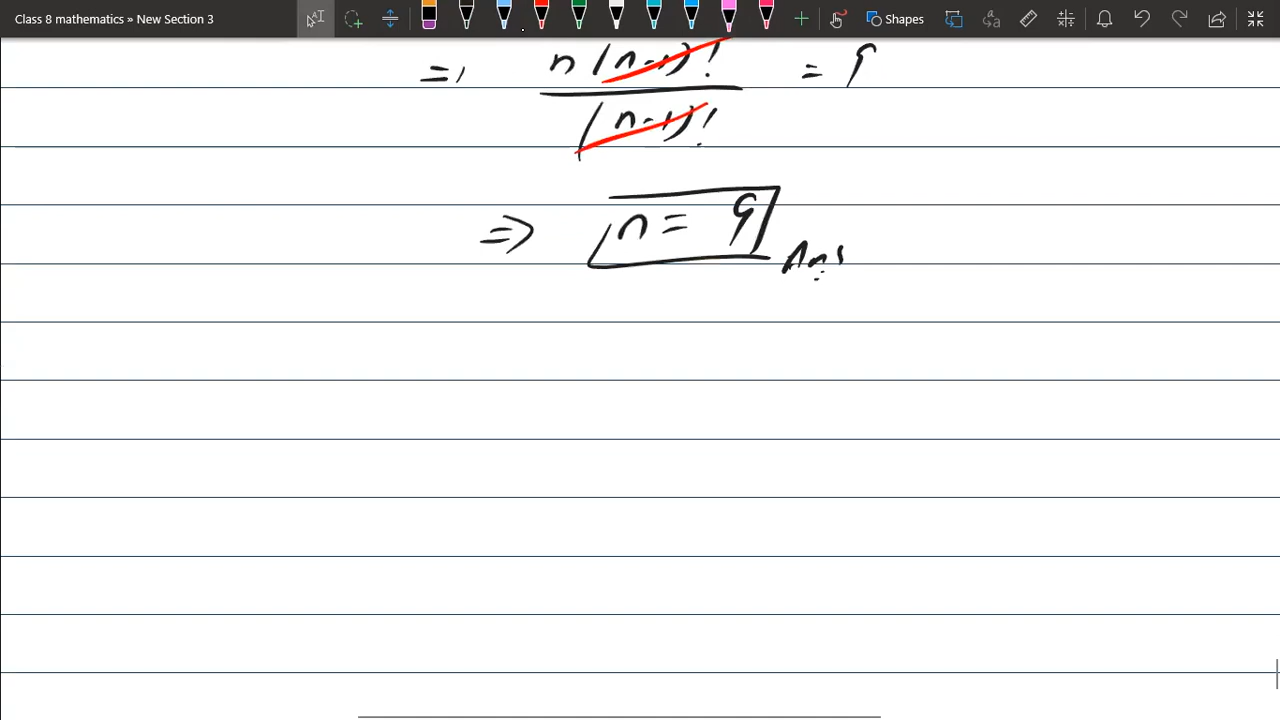 Class 8 mathematics » New Section 3
Shapes
=> n (n-1)! / (n-1)! = 9
=> n = 9
Ans